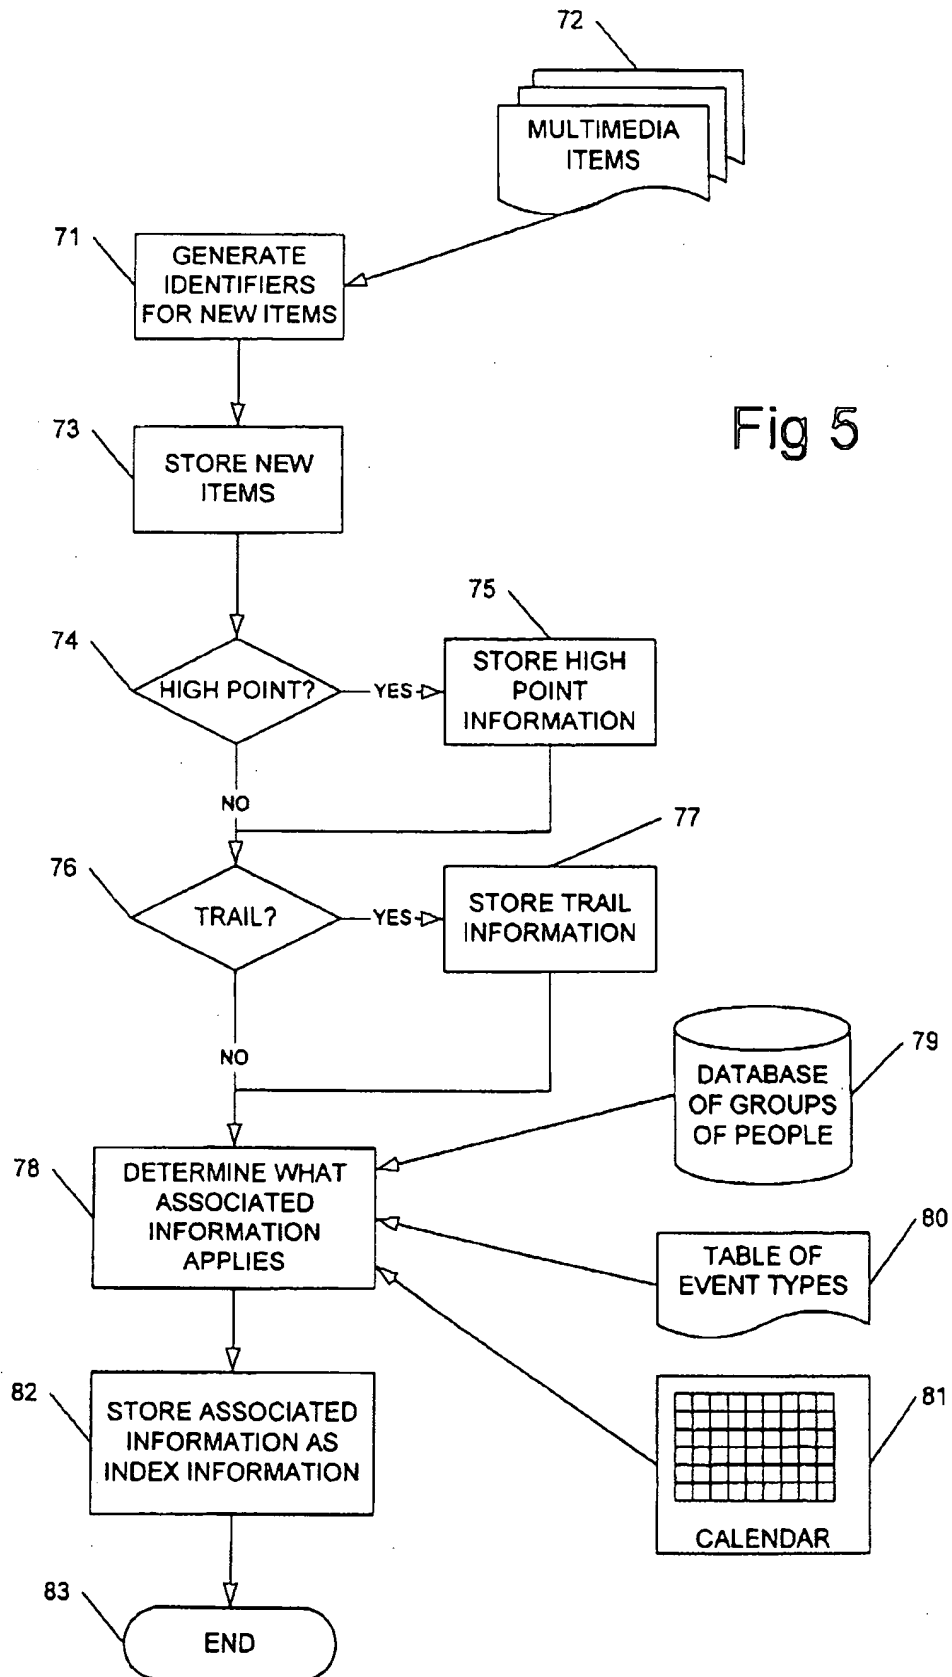 72
MULTIMEDIA
ITEMS
71
GENERATE
IDENTIFIERS
FOR NEW ITEMS
Fig 5
73
STORE NEW
ITEMS
74
HIGH POINT?
YES
75
STORE HIGH
POINT
INFORMATION
NO
76
TRAIL?
YES
77
STORE TRAIL
INFORMATION
NO
79
DATABASE
OF GROUPS
OF PEOPLE
78
DETERMINE WHAT
ASSOCIATED
INFORMATION
APPLIES
80
TABLE OF
EVENT TYPES
81
CALENDAR
82
STORE ASSOCIATED
INFORMATION AS
INDEX INFORMATION
83
END